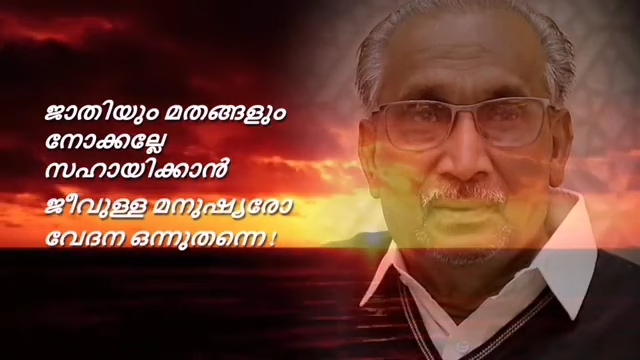 ജാതിയും മതങ്ങളും
നോക്കല്ലേ
സഹായിക്കാൻ
ജീവുള്ള മനുഷ്യരോ
വേദന ഒന്നുതന്നെ !